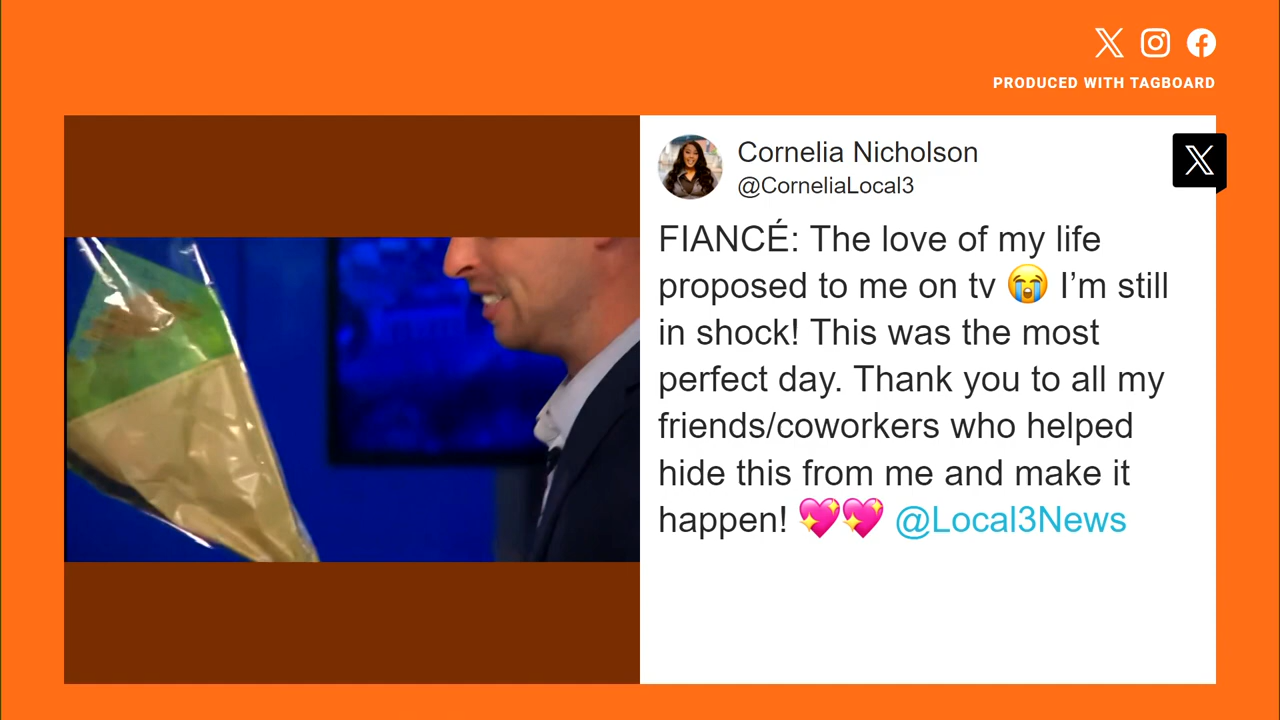 PRODUCED WITH TAGBOARD
Cornelia Nicholson
@CorneliaLocal3
FIANCÉ: The love of my life
proposed to me on tv 😭 I’m still
in shock! This was the most
perfect day. Thank you to all my
friends/coworkers who helped
hide this from me and make it
happen! 💖💖 @Local3News